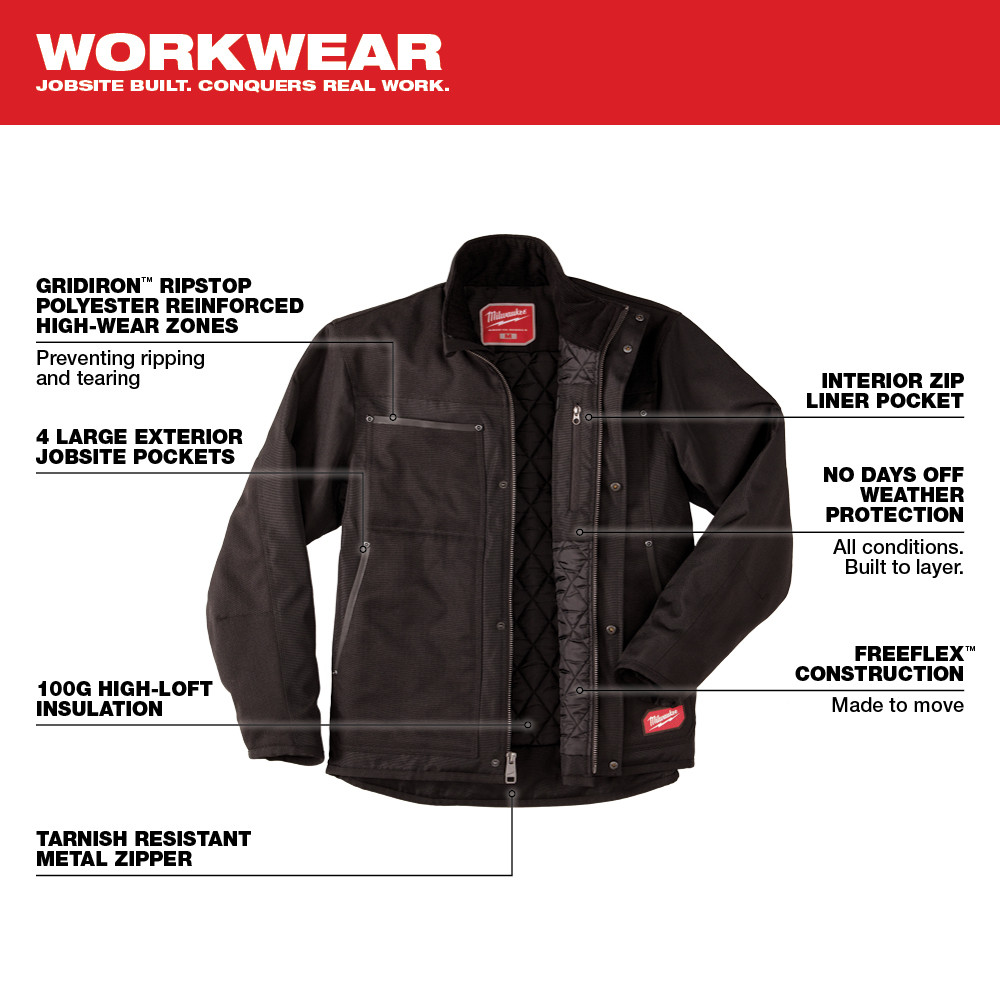 WORKWEAR
JOBSITE BUILT. CONQUERS REAL WORK.
GRIDIRON™ RIPSTOP
POLYESTER REINFORCED
HIGH-WEAR ZONES
Preventing ripping
and tearing
4 LARGE EXTERIOR
JOBSITE POCKETS
100G HIGH-LOFT
INSULATION
TARNISH RESISTANT
METAL ZIPPER
Milwaukee
M
INTERIOR ZIP
LINER POCKET
NO DAYS OFF
WEATHER
PROTECTION
All conditions.
Built to layer.
FREEFLEX™
CONSTRUCTION
Made to move
Milwaukee